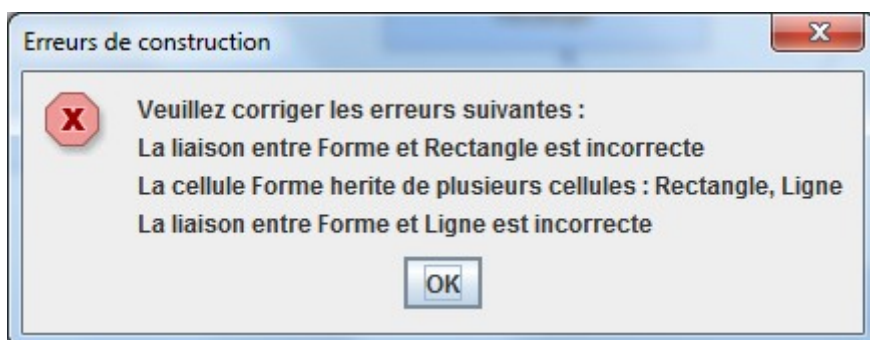 Erreurs de construction
Veuillez corriger les erreurs suivantes :
La liaison entre Forme et Rectangle est incorrecte
La cellule Forme herite de plusieurs cellules : Rectangle, Ligne
La liaison entre Forme et Ligne est incorrecte
OK